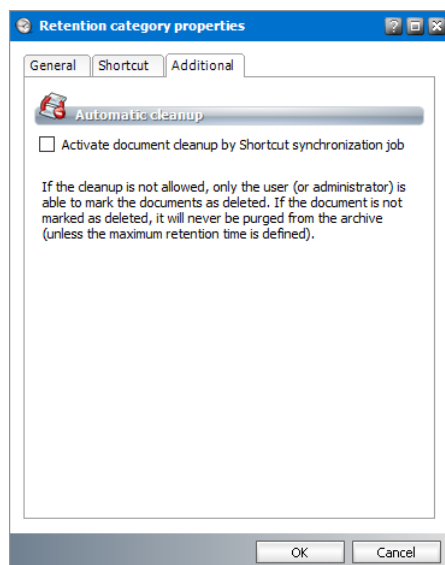 Retention category properties
General Shortcut Additional
Automatic cleanup
Activate document cleanup by Shortcut synchronization job
If the cleanup is not allowed, only the user (or administrator) is
able to mark the documents as deleted. If the document is not
marked as deleted, it will never be purged from the archive
(unless the maximum retention time is defined).
OK Cancel